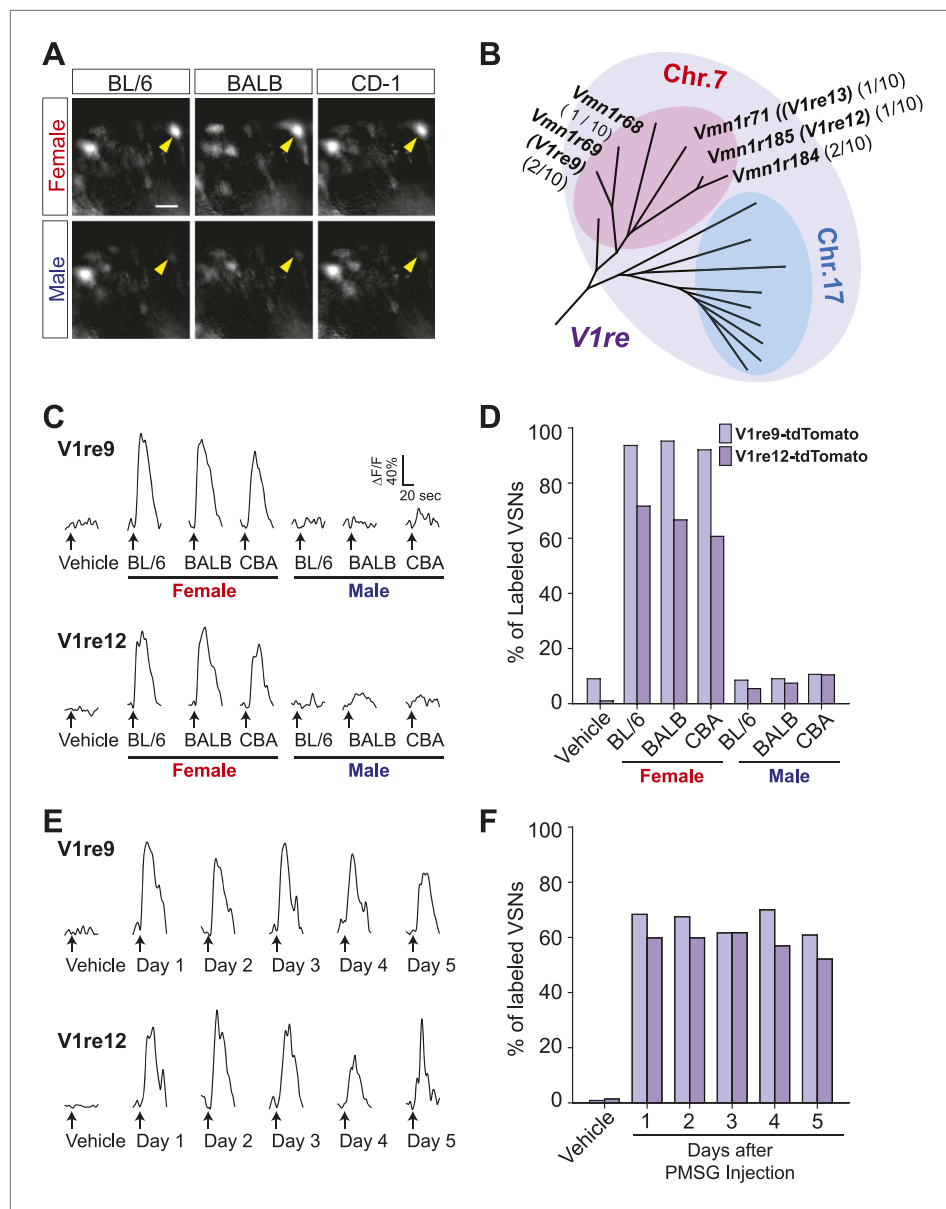 A
BL/6 BALB CD-1
Female
Male
B
Chr.7
Vmn1r68
( 1 / 10)
Vmn1r69
(V1re9)
(2/10)
Vmn1r71 ((V1re13) (1/10)
Vmn1r185 (V1re12) (1/10)
Vmn1r184 (2/10)
Chr.17
V1re
C
V1re9
ΔF/F
40%
20 sec
Vehicle BL/6 BALB CBA BL/6 BALB CBA
Female Male
V1re12
Vehicle BL/6 BALB CBA BL/6 BALB CBA
Female Male
D
V1re9-tdTomato
V1re12-tdTomato
% of Labeled VSNs
100
80
60
40
20
0
Vehicle BL/6 BALB CBA BL/6 BALB CBA
Female Male
E
V1re9
Vehicle Day 1 Day 2 Day 3 Day 4 Day 5
V1re12
Vehicle Day 1 Day 2 Day 3 Day 4 Day 5
F
% of labeled VSNs
100
80
60
40
20
0
Vehicle 1 2 3 4 5
Days after
PMSG Injection